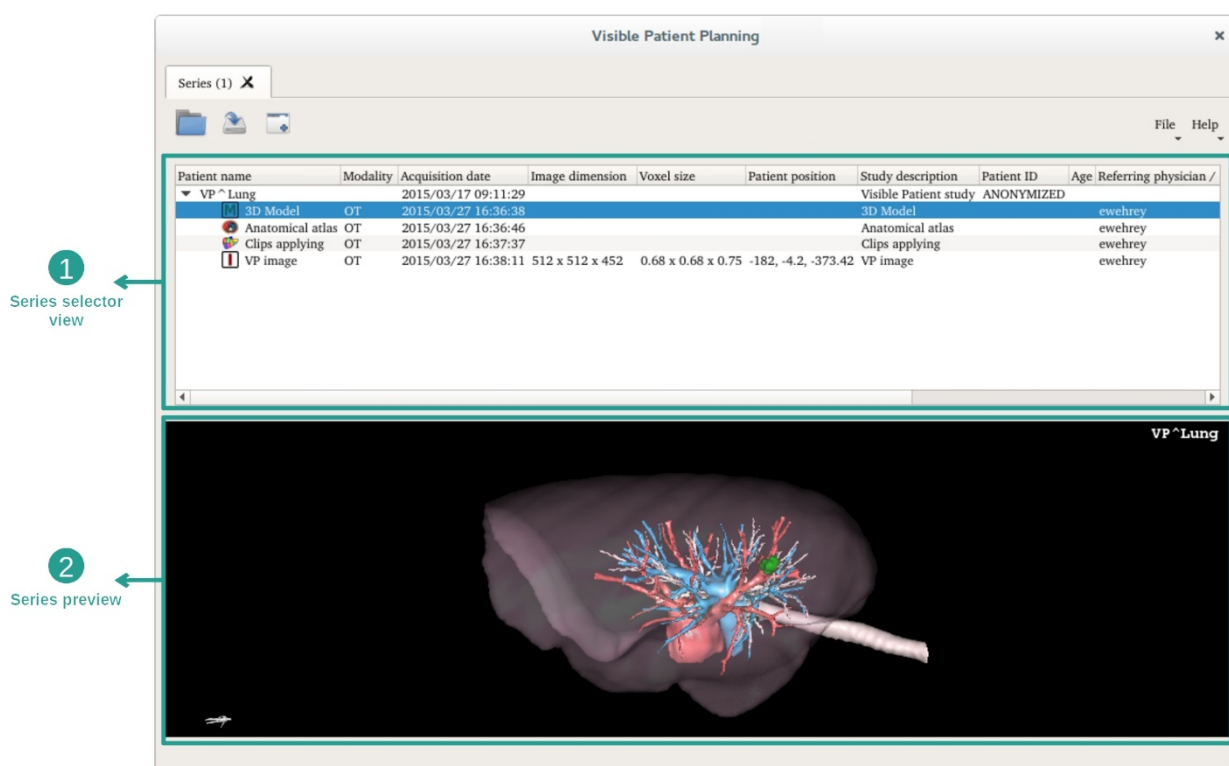 Visible Patient Planning
Series (1)
File Help
Patient name Modality Acquisition date Image dimension Voxel size Patient position Study description Patient ID Age Referring physician /
VP^Lung 2015/03/17 09:11:29 Visible Patient study ANONYMIZED
M 3D Model OT 2015/03/27 16:36:38 3D Model ewehrey
Anatomical atlas OT 2015/03/27 16:36:46 Anatomical atlas ewehrey
Clips applying OT 2015/03/27 16:37:37 Clips applying ewehrey
I VP image OT 2015/03/27 16:38:11 512 x 512 x 452 0.68 x 0.68 x 0.75 -182, -4.2, -373.42 VP image ewehrey
1
Series selector
view
VP^Lung
2
Series preview